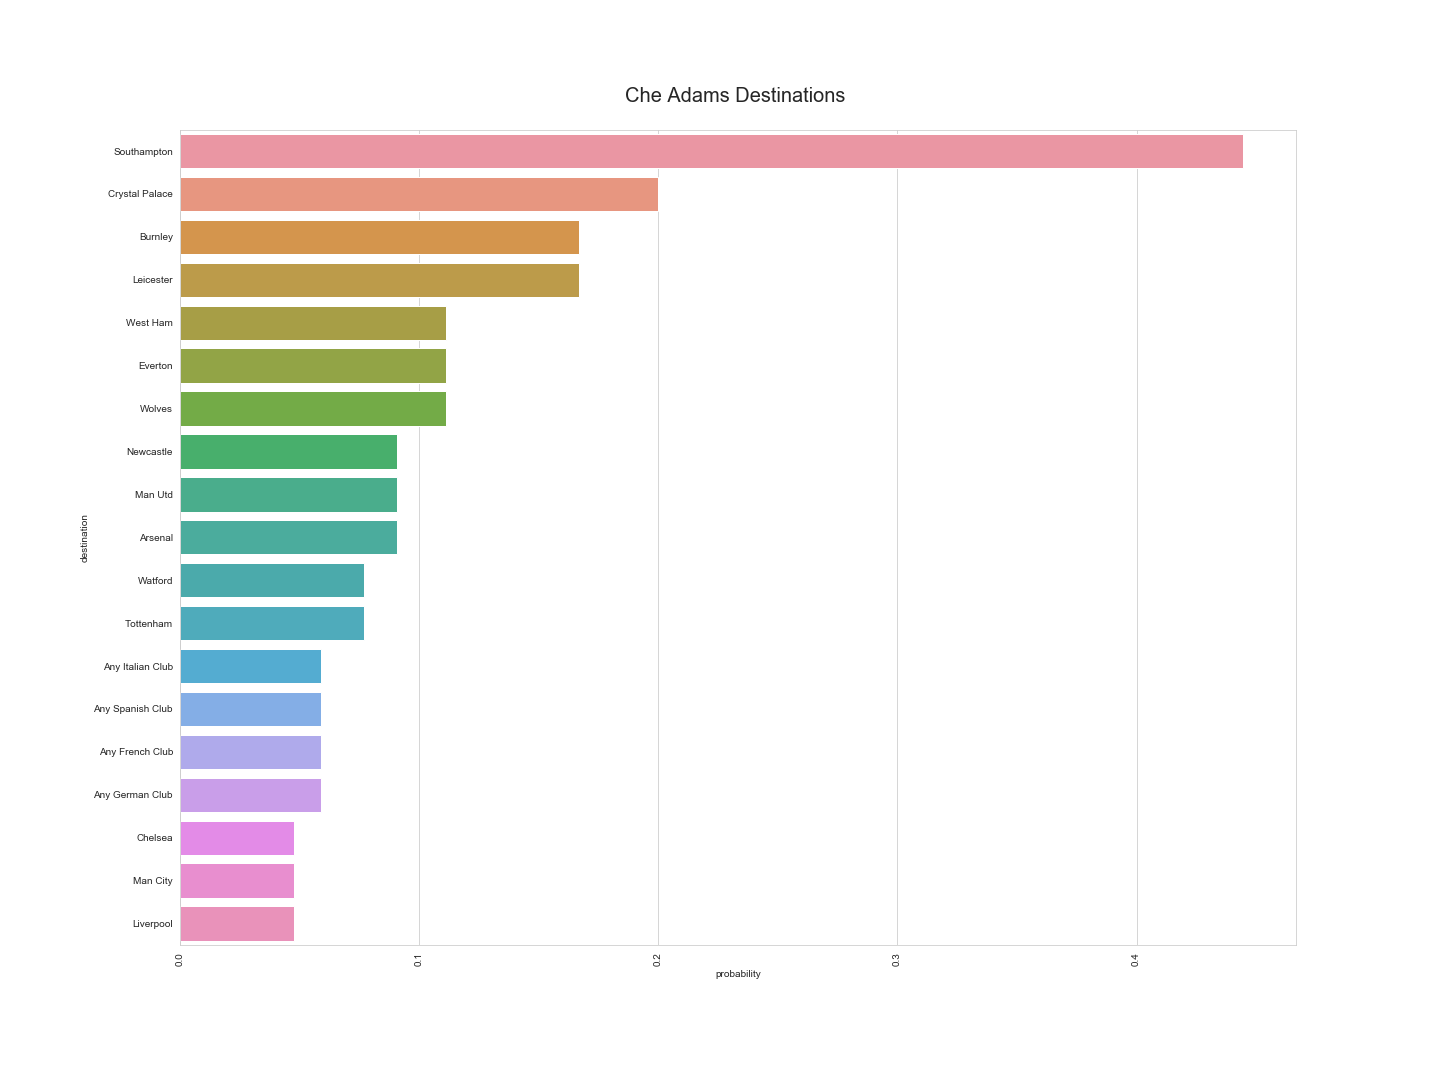 Che Adams Destinations
Southampton
Crystal Palace
Burnley
Leicester
West Ham
Everton
Wolves
Newcastle
Man Utd
Arsenal
Watford
Tottenham
Any Italian Club
Any Spanish Club
Any French Club
Any German Club
Chelsea
Man City
Liverpool
destination
0.0
0.1
0.2
0.3
0.4
probability